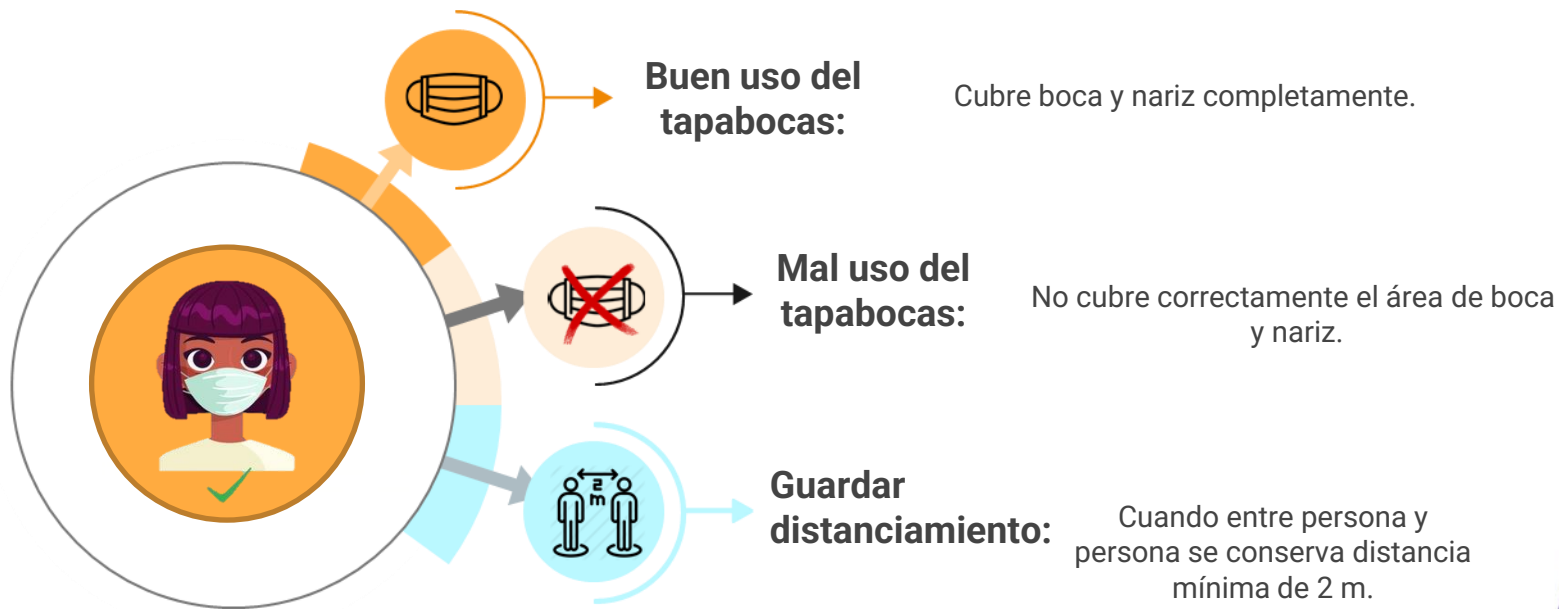 Buen uso del
tapabocas:
Cubre boca y nariz completamente.
Mal uso del
tapabocas:
No cubre correctamente el área de boca
y nariz.
2
m
Guardar
distanciamiento:
Cuando entre persona y
persona se conserva distancia
mínima de 2 m.